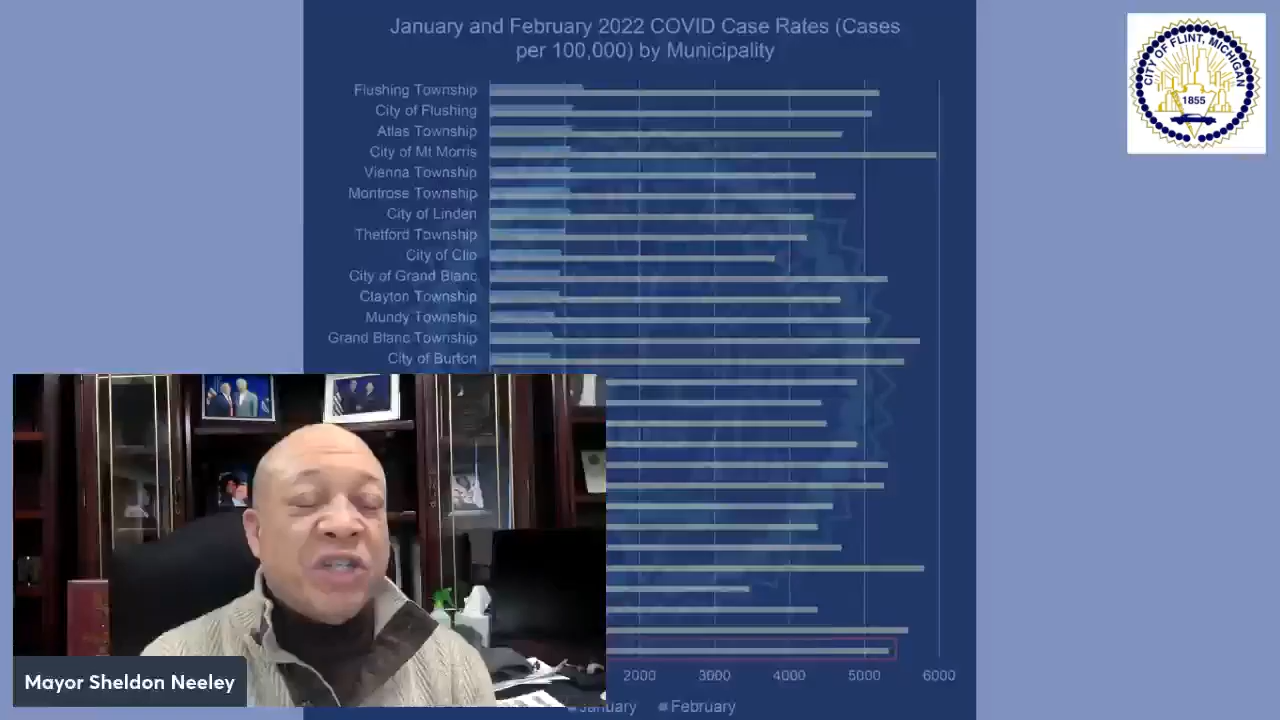 January and February 2022 COVID Case Rates (Cases
per 100,000) by Municipality
CITY OF FLINT, MICHIGAN
1855
Flushing Township
City of Flushing
Atlas Township
City of Mt Morris
Vienna Township
Montrose Township
City of Linden
Thetford Township
City of Clio
City of Grand Blanc
Clayton Township
Mundy Township
Grand Blanc Township
City of Burton
2000 3000 4000 5000 6000
January February
Mayor Sheldon Neeley